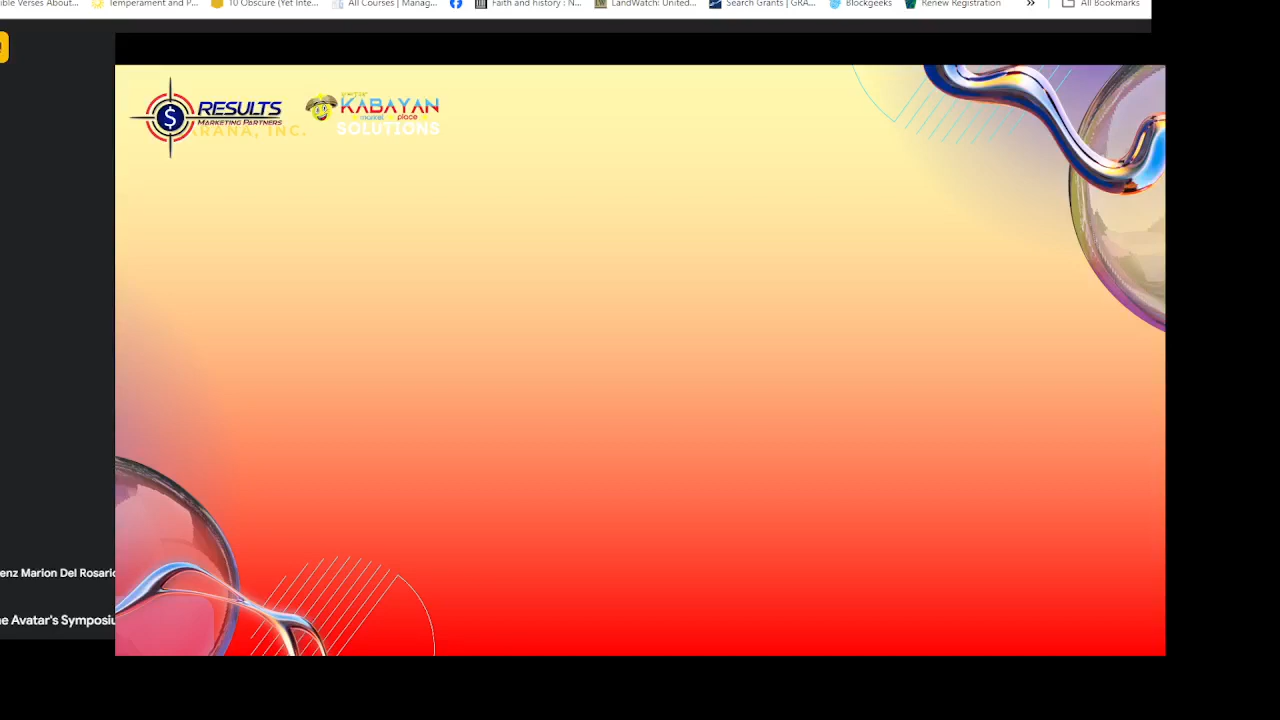 ible Verses About... Temperament and P... 10 Obscure (Yet Inte... All Courses | Manag... Faith and history : N... LandWatch: United... Search Grants | GRA... Blockgeeks Renew Registration » All Bookmarks
RESULTS
MARKETING PARTNERS
ARANA, INC.
KABAYAN
market place
SOLUTIONS
enz Marion Del Rosario
ne Avatar's Symposiu